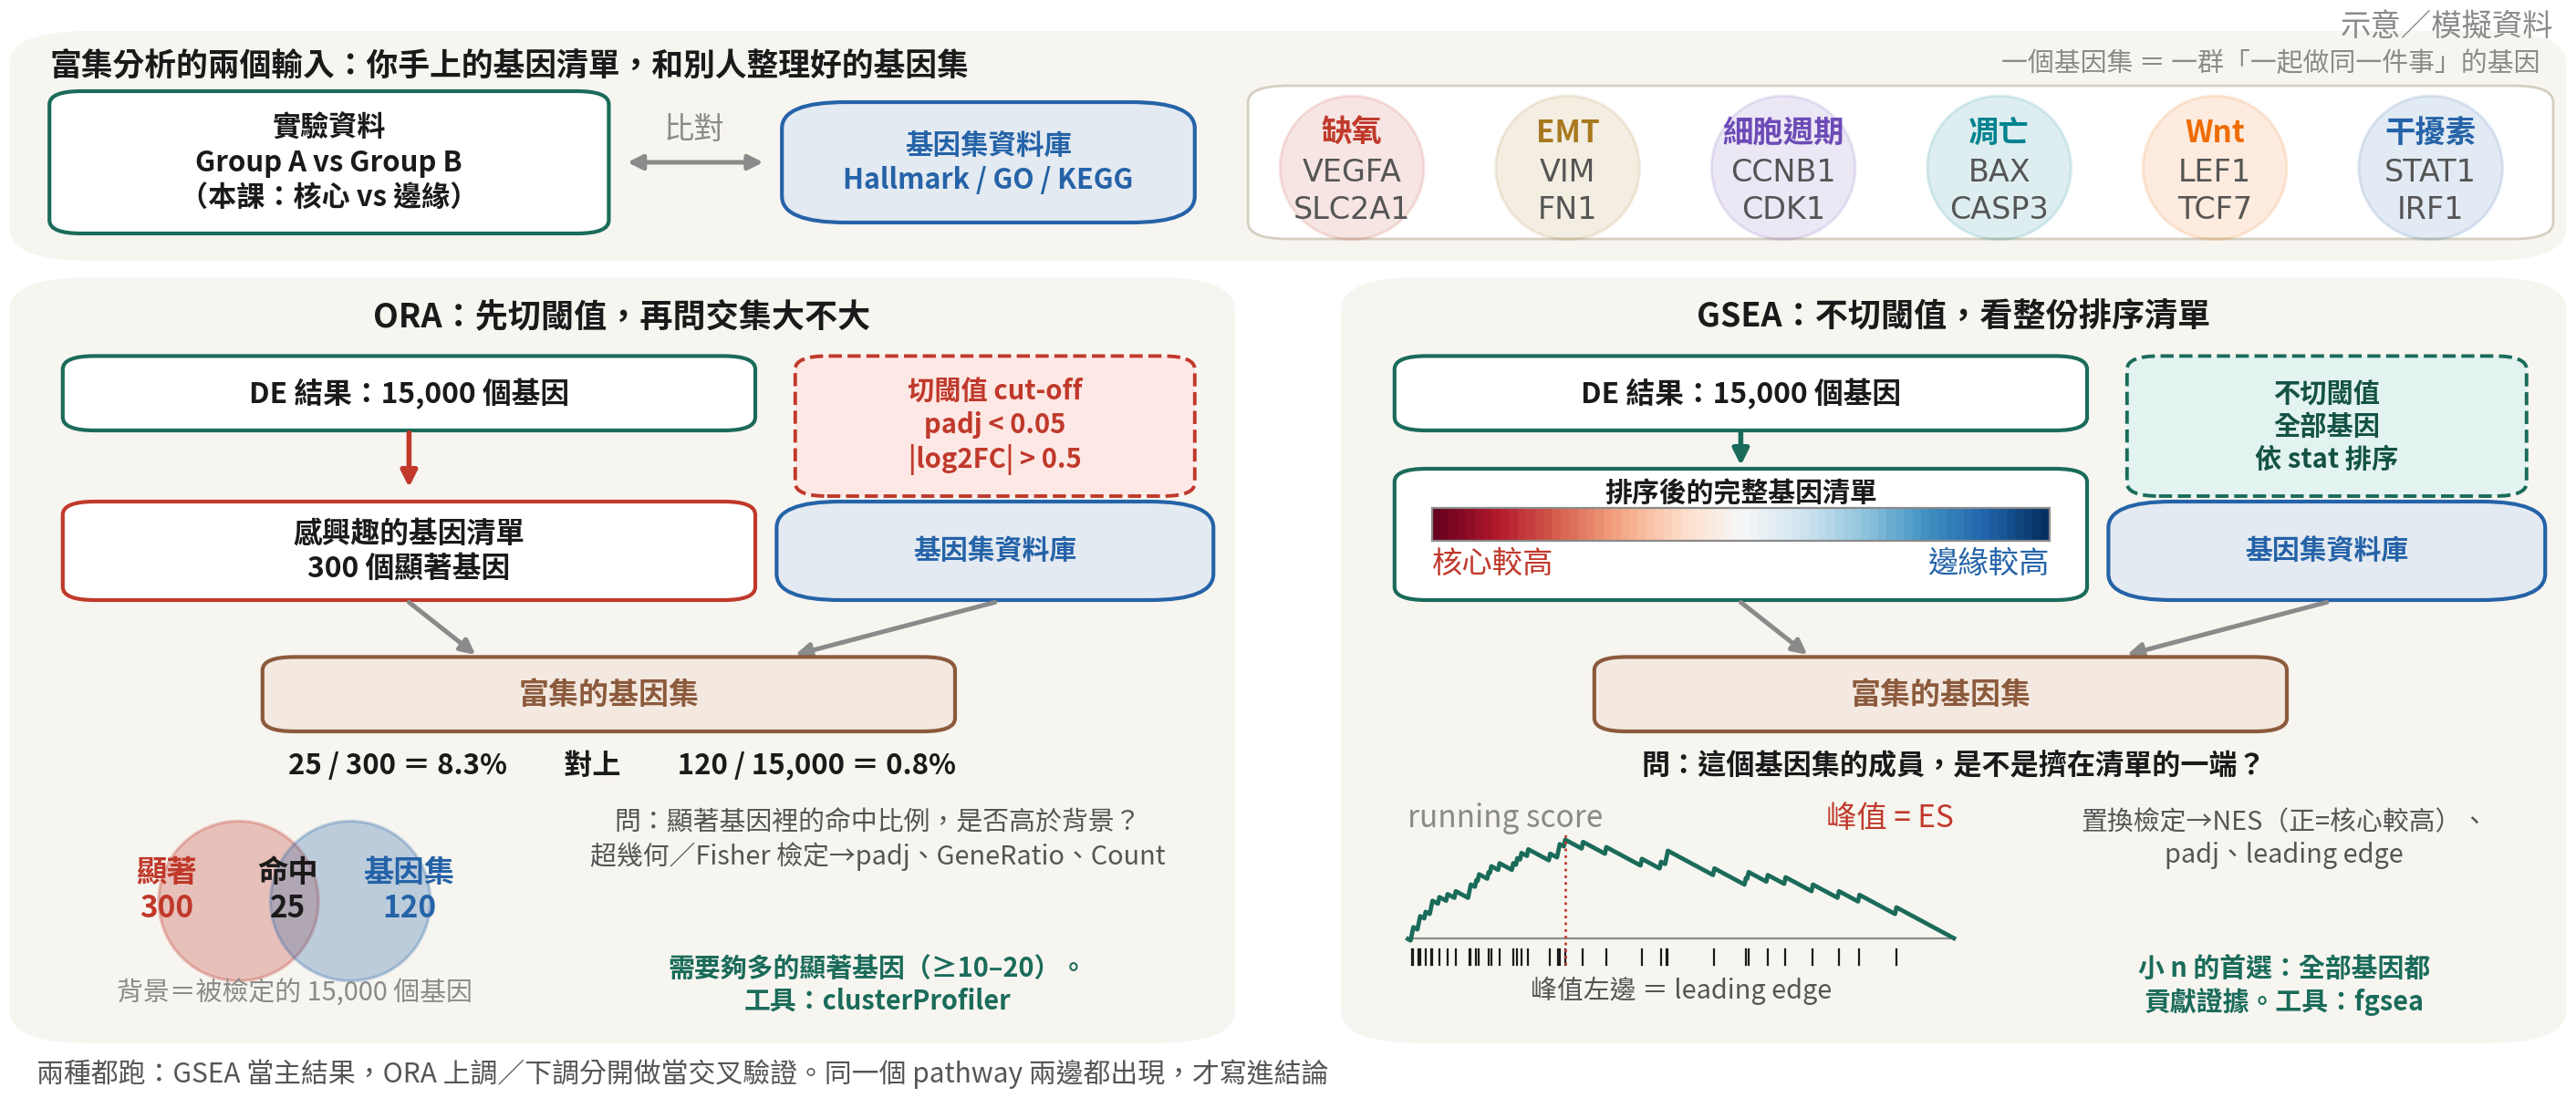 示意／模擬資料
富集分析的兩個輸入：你手上的基因清單，和別人整理好的基因集
一個基因集 ＝ 一群「一起做同一件事」的基因
實驗資料
Group A vs Group B
（本課：核心 vs 邊緣）
比對
基因集資料庫
Hallmark / GO / KEGG
缺氧
VEGFA
SLC2A1
EMT
VIM
FN1
細胞週期
CCNB1
CDK1
凋亡
BAX
CASP3
Wnt
LEF1
TCF7
干擾素
STAT1
IRF1
ORA：先切閾值，再問交集大不大
DE 結果：15,000 個基因
切閾值 cut-off
padj < 0.05
|log2FC| > 0.5
感興趣的基因清單
300 個顯著基因
基因集資料庫
富集的基因集
25 / 300 ＝ 8.3% 對上 120 / 15,000 ＝ 0.8%
問：顯著基因裡的命中比例，是否高於背景？
超幾何／Fisher 檢定→padj、GeneRatio、Count
顯著
300
命中
25
基因集
120
背景＝被檢定的 15,000 個基因
需要夠多的顯著基因（≥10–20）。
工具：clusterProfiler
GSEA：不切閾值，看整份排序清單
DE 結果：15,000 個基因
不切閾值
全部基因
依 stat 排序
排序後的完整基因清單
核心較高
邊緣較高
基因集資料庫
富集的基因集
問：這個基因集的成員，是不是擠在清單的一端？
running score
峰值 = ES
置換檢定→NES（正=核心較高）、
padj、leading edge
峰值左邊 ＝ leading edge
小 n 的首選：全部基因都
貢獻證據。工具：fgsea
兩種都跑：GSEA 當主結果，ORA 上調／下調分開做當交叉驗證。同一個 pathway 兩邊都出現，才寫進結論